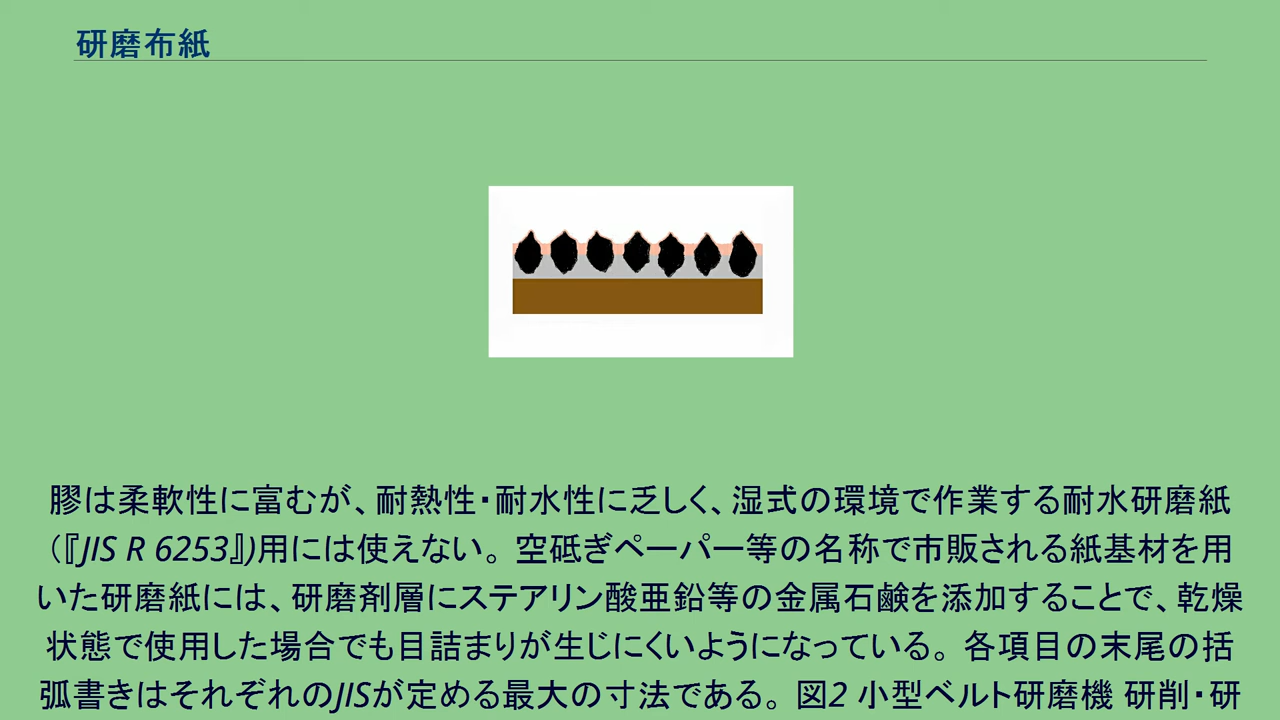 研磨布紙
膠は柔軟性に富むが、耐熱性・耐水性に乏しく、湿式の環境で作業する耐水研磨紙
（『JIS R 6253』)用には使えない。空砥ぎペーパー等の名称で市販される紙基材を用
いた研磨紙には、研磨剤層にステアリン酸亜鉛等の金属石鹸を添加することで、乾燥
状態で使用した場合でも目詰まりが生じにくいようになっている。各項目の末尾の括
弧書きはそれぞれのJISが定める最大の寸法である。図2 小型ベルト研磨機 研削・研